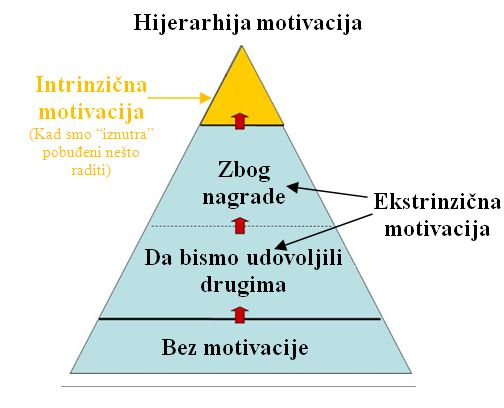 Hijerarhija motivacija
Intrinzična
motivacija
(Kad smo “iznutra”
pobuđeni nešto
raditi)
Zbog
nagrade
Ekstrinzična
motivacija
Da bismo udovoljili
drugima
Bez motivacije